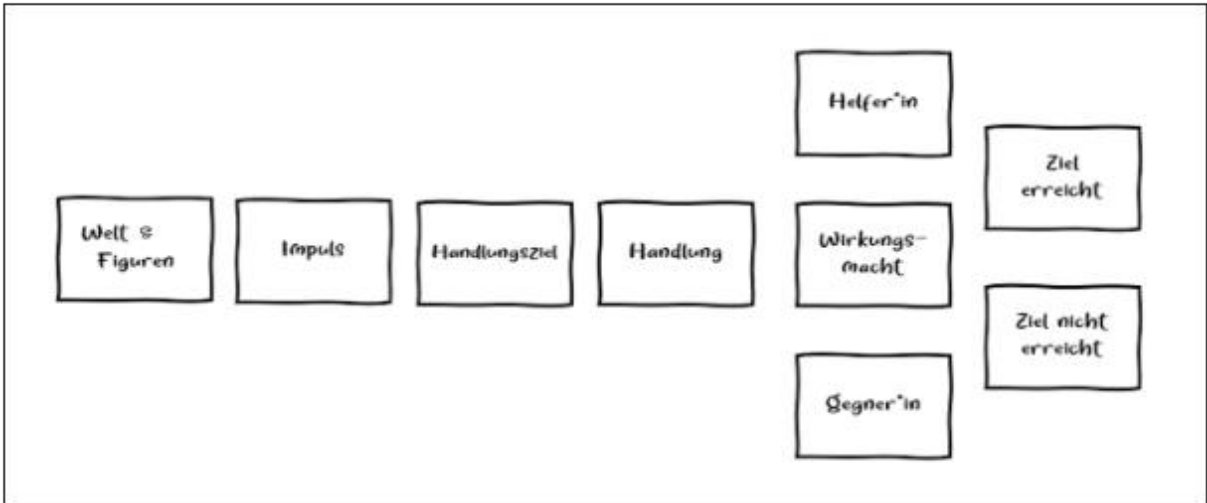 Welt &
Figuren
Impuls
Handlungsziel
Handlung
Helfer*in
Wirkungs-
macht
Gegner*in
Ziel
erreicht
Ziel nicht
erreicht